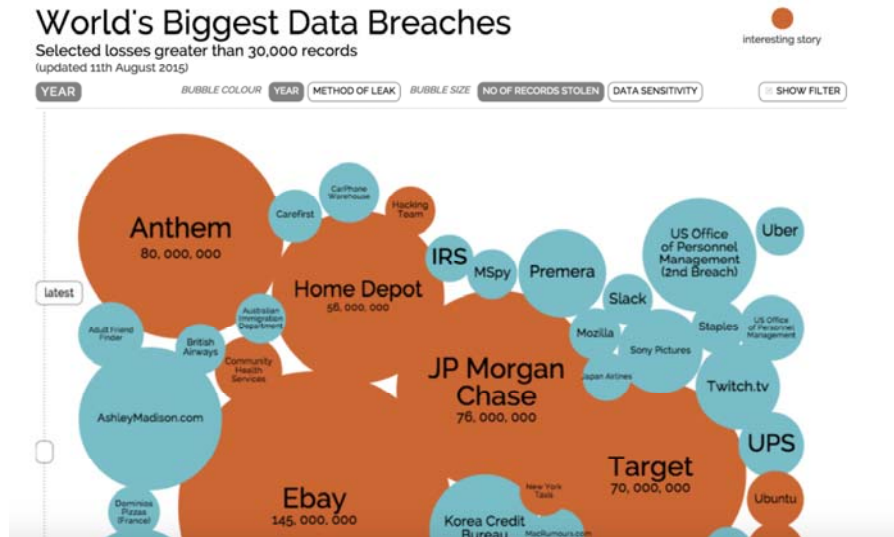 World's Biggest Data Breaches
Selected losses greater than 30,000 records
(updated 11th August 2015)
interesting story
YEAR
BUBBLE COLOUR YEAR METHOD OF LEAK BUBBLE SIZE NO OF RECORDS STOLEN DATA SENSITIVITY SHOW FILTER
latest
Anthem
80, 000, 000
Carefirst
CarPhone
Warehouse
Hacking
Team
Home Depot
56, 000, 000
IRS
MSpy
Premera
US Office
of Personnel
Management
(2nd Breach)
Uber
Slack
Adult Friend
Finder
British
Airways
Australian
Immigration
Department
Community
Health
Services
Mozilla
Sony Pictures
Staples
US Office
of Personnel
Management
Japan Airlines
JP Morgan
Chase
76, 000, 000
Twitch.tv
AshleyMadison.com
UPS
Target
70, 000, 000
Ebay
145, 000, 000
New York
Taxis
Ubuntu
Dominios
Pizzas
(France)
Korea Credit
Bureau
MacRumours.com